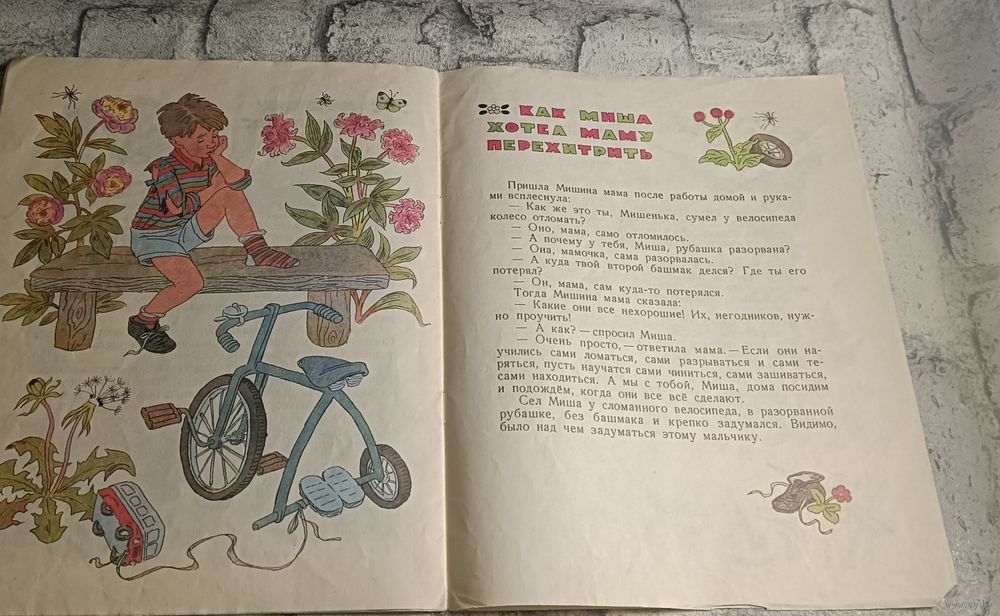 КАК МИША
ХОТЕЛ МАМУ
ПЕРЕХИТРИТЬ
Пришла Мишина мама после работы домой и рука-
ми всплеснула:
— Как же это ты, Мишенька, сумел у велосипеда
колесо отломать?
— Оно, мама, само отломилось.
— А почему у тебя, Миша, рубашка разорвана?
— Она, мамочка, сама разорвалась.
— А куда твой второй башмак делся? Где ты его
потерял?
— Он, мама, сам куда-то потерялся.
Тогда Мишина мама сказала:
— Какие они все нехорошие! Их, негодников, нуж-
но проучить!
— А как? — спросил Миша.
— Очень просто, — ответила мама. — Если они на-
учились сами ломаться, сами разрываться и сами те-
ряться, пусть научатся сами чиниться, сами зашиваться,
сами находиться. А мы с тобой, Миша, дома посидим
и подождём, когда они все всё сделают.
Сел Миша у сломанного велосипеда, в разорванной
рубашке, без башмака и крепко задумался. Видимо,
было над чем задуматься этому мальчику.